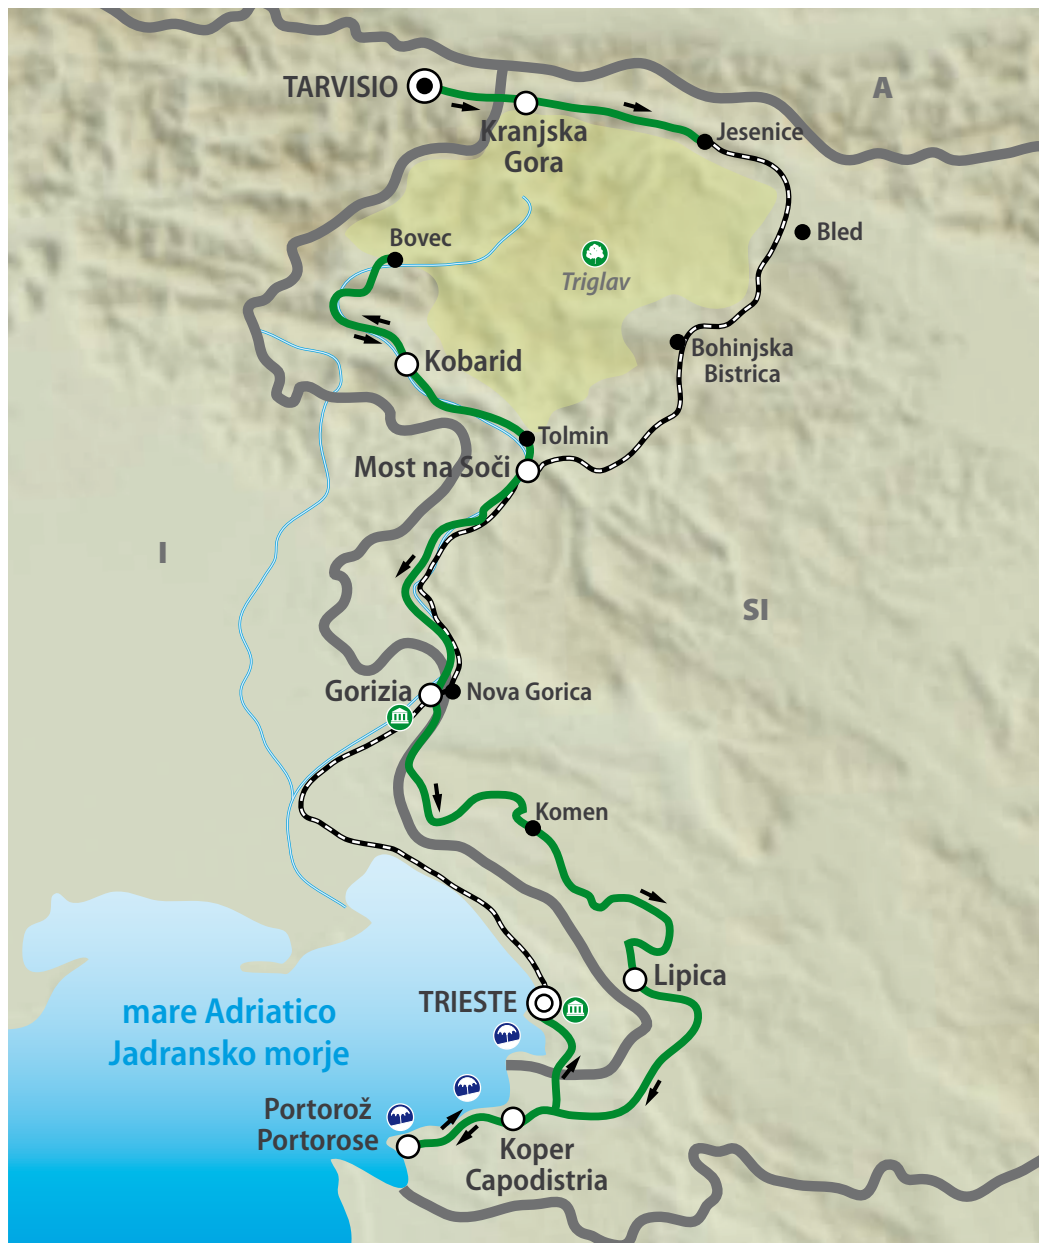 A
TARVISIO
Kranjska
Gora
Jesenice
Bled
Bovec
Triglav
Bohinjska
Bistrica
Kobarid
Tolmin
Most na Soči
I
SI
Gorizia
Nova Gorica
Komen
Lipica
TRIESTE
mare Adriatico
Jadransko morje
Portorož
Portorose
Koper
Capodistria